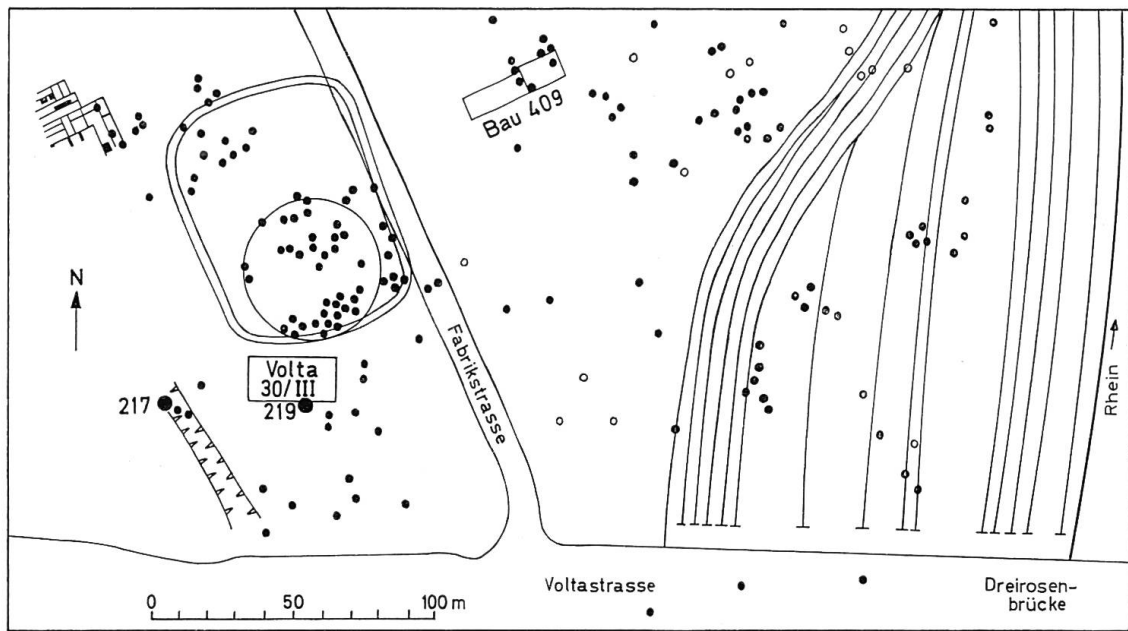 Bau 409
N
Fabrikstrasse
Rhein
Volta
30/III
217
219
Voltastrasse
Dreirosen-
brücke
0 50 100 m